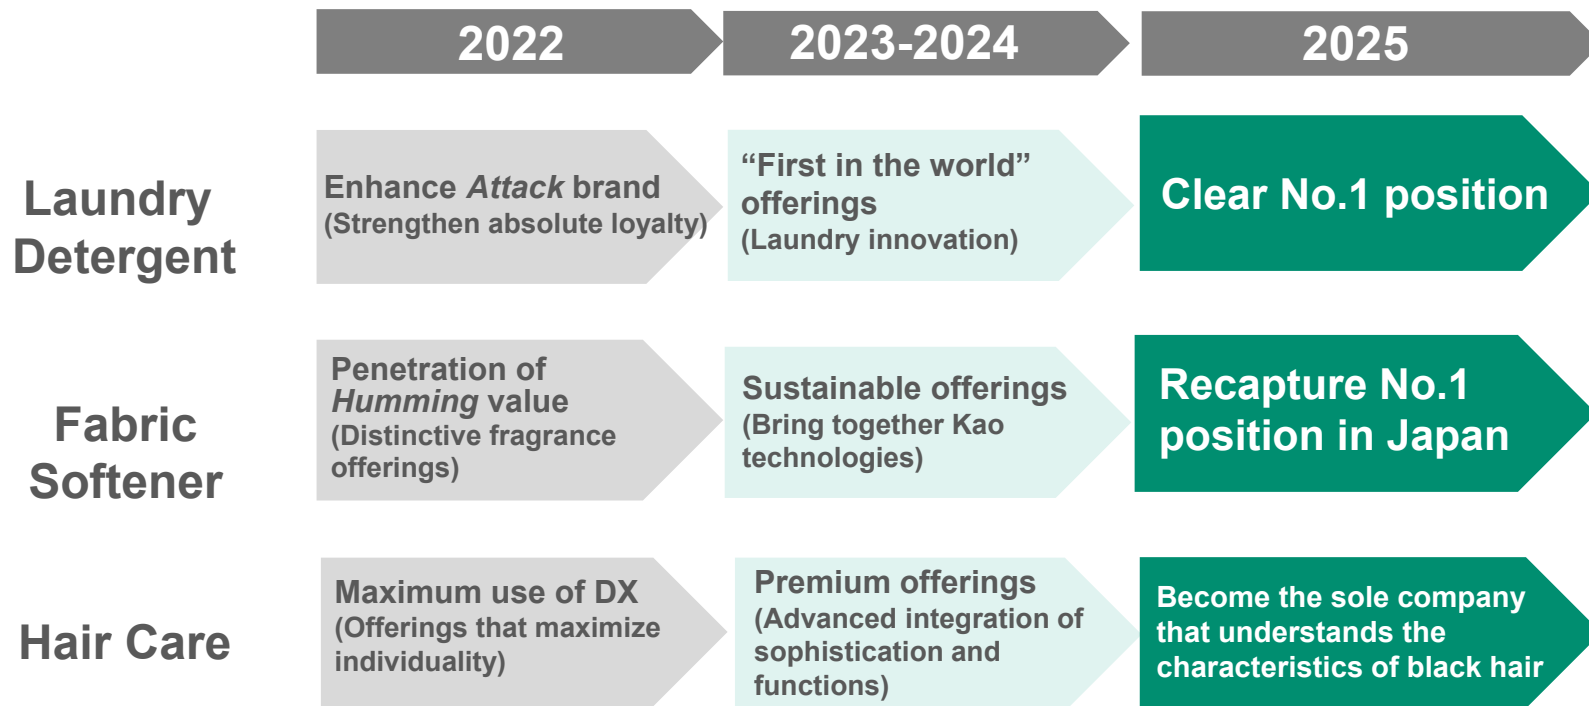 2022
2023-2024
2025
Laundry
Detergent
Enhance Attack brand
(Strengthen absolute loyalty)
“First in the world”
offerings
(Laundry innovation)
Clear No.1 position
Fabric
Softener
Penetration of
Humming value
(Distinctive fragrance
offerings)
Sustainable offerings
(Bring together Kao
technologies)
Recapture No.1
position in Japan
Hair Care
Maximum use of DX
(Offerings that maximize
individuality)
Premium offerings
(Advanced integration of
sophistication and
functions)
Become the sole company
that understands the
characteristics of black hair